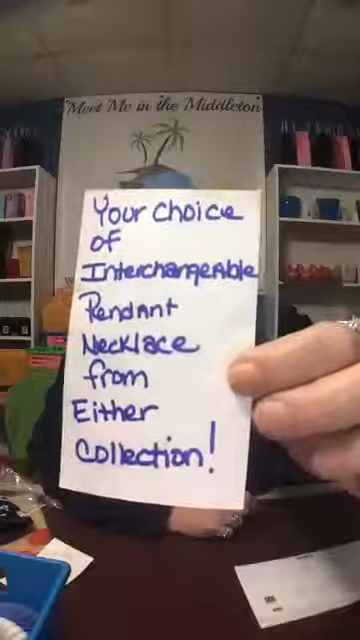 Meet Me in the Middleton
Your Choice
of
Interchangeable
Pendant
Necklace
from
Either
Collection!